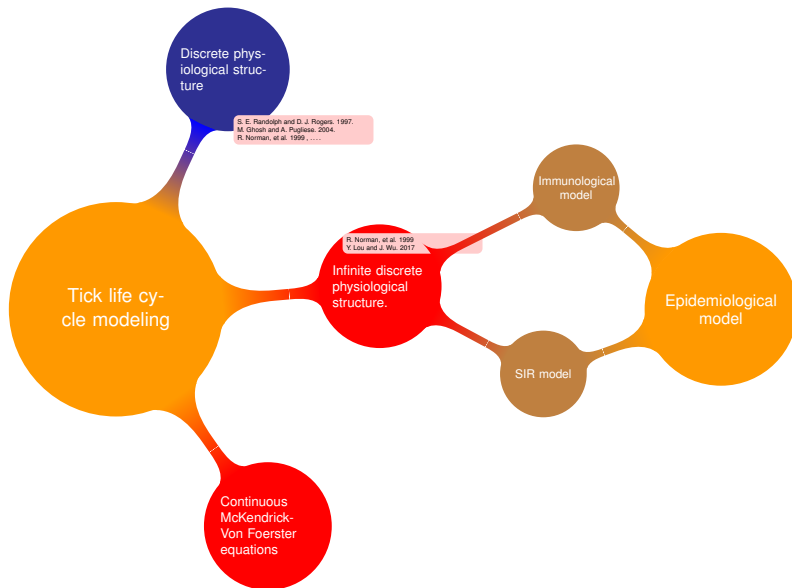 Discrete phys-
iological struc-
ture
S. E. Randolph and D. J. Rogers. 1997.
M. Ghosh and A. Pugliese. 2004.
R. Norman, et al. 1999 , .....
Tick life cy-
cle modeling
R. Norman, et al. 1999
Y. Lou and J. Wu. 2017
Infinite discrete
physiological
structure.
Immunological
model
SIR model
Epidemiological
model
Continuous
McKendrick-
Von Foerster
equations